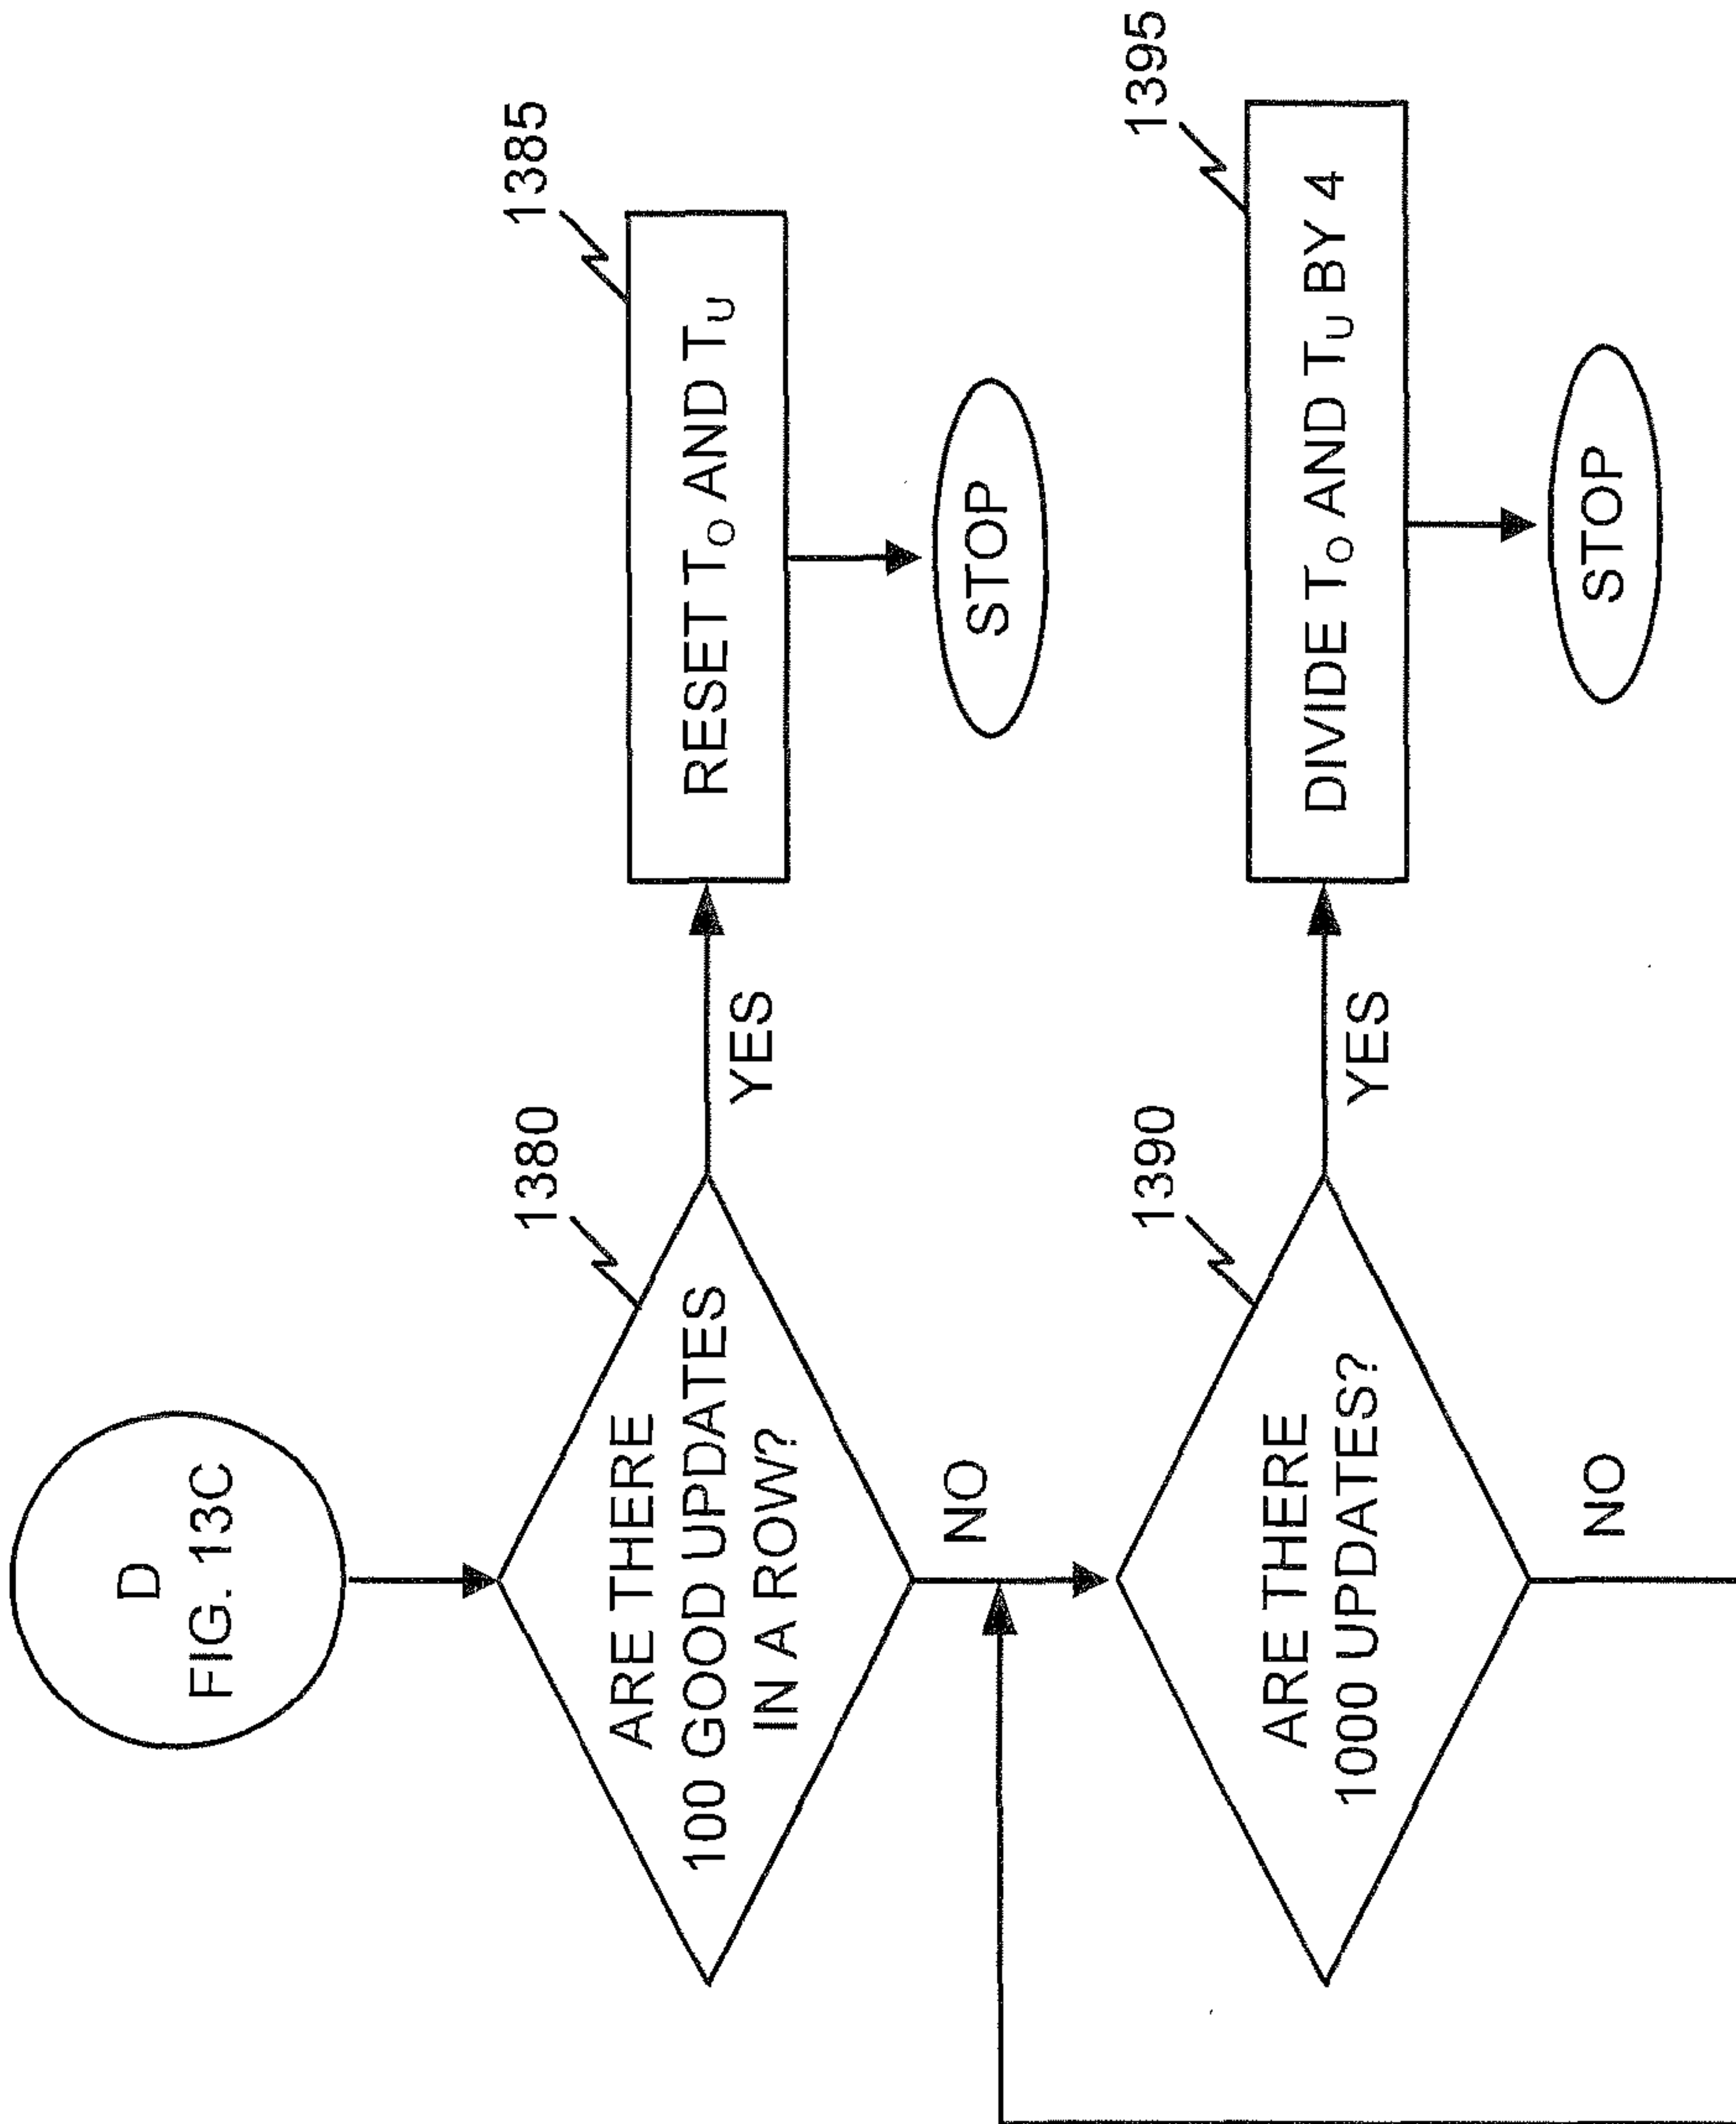 D
FIG. 13C
1380
ARE THERE
100 GOOD UPDATES
IN A ROW?
YES
1385
RESET T_O AND T_U
STOP
NO
1390
ARE THERE
1000 UPDATES?
YES
1395
DIVIDE T_O AND T_U BY 4
STOP
NO